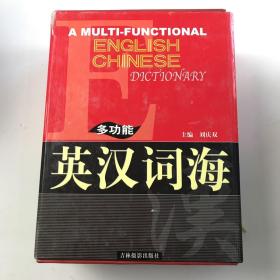 A MULTI-FUNCTIONAL
ENGLISH
CHINESE
DICTIONARY
多功能
主编 刘庆双
英汉词海
吉林摄影出版社